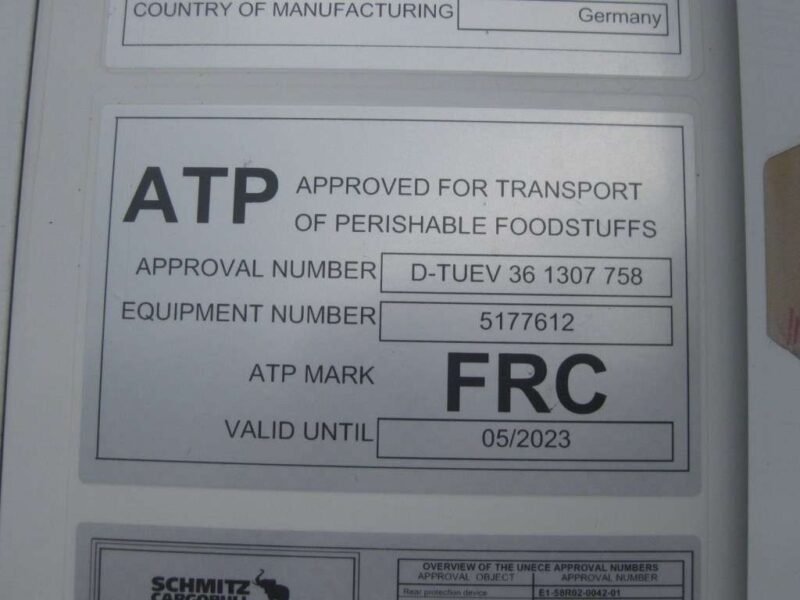 COUNTRY OF MANUFACTURING Germany
ATP APPROVED FOR TRANSPORT
OF PERISHABLE FOODSTUFFS
APPROVAL NUMBER D-TUEV 36 1307 758
EQUIPMENT NUMBER 5177612
ATP MARK FRC
VALID UNTIL 05/2023
SCHMITZ
CARGOBULL
OVERVIEW OF THE UNECE APPROVAL NUMBERS
APPROVAL OBJECT APPROVAL NUMBER
Rear protection device E1-58R02-0042-01